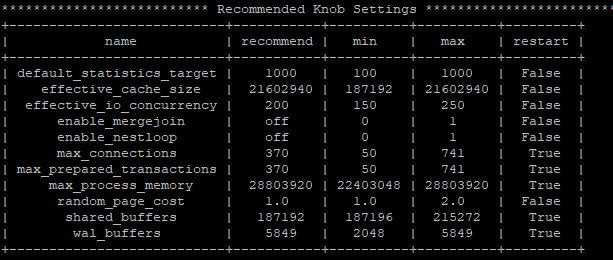 *************************** Recommended Knob Settings *************************
+---------------------------+-----------+----------+----------+---------+
| name | recommend | min | max | restart |
+---------------------------+-----------+----------+----------+---------+
| default_statistics_target | 1000 | 100 | 1000 | False |
| effective_cache_size | 21602940 | 187192 | 21602940 | False |
| effective_io_concurrency | 200 | 150 | 250 | False |
| enable_mergejoin | off | 0 | 1 | False |
| enable_nestloop | off | 0 | 1 | False |
| max_connections | 370 | 50 | 741 | True |
| max_prepared_transactions | 370 | 50 | 741 | True |
| max_process_memory | 28803920 | 22403048 | 28803920 | True |
| random_page_cost | 1.0 | 1.0 | 2.0 | False |
| shared_buffers | 187192 | 187196 | 215272 | True |
| wal_buffers | 5849 | 2048 | 5849 | True |
+---------------------------+-----------+----------+----------+---------+